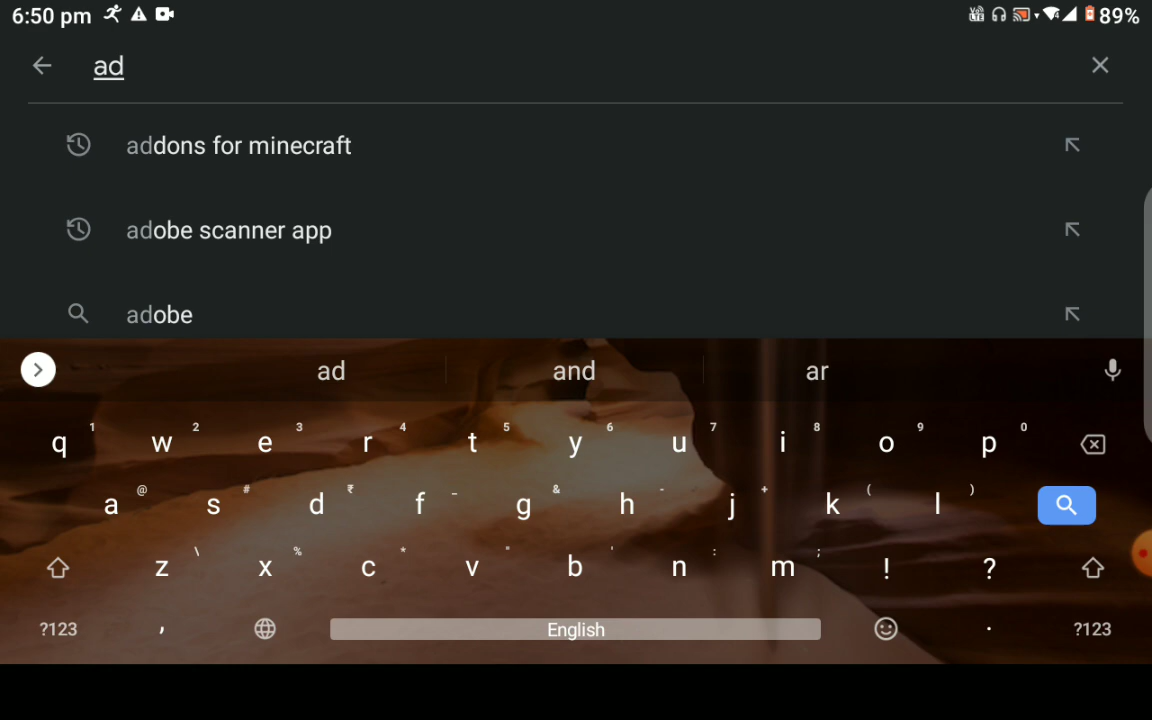 6:50 pm 89%
ad
addons for minecraft
adobe scanner app
adobe
ad and ar
q 1 w 2 e 3 r 4 t 5 y 6 u 7 i 8 o 9 p 0
a @ s # d ₹ f _ g & h - j + k ( l )
z \ x % c * v " b ' n : m ; ! ?
?123 , English . ?123